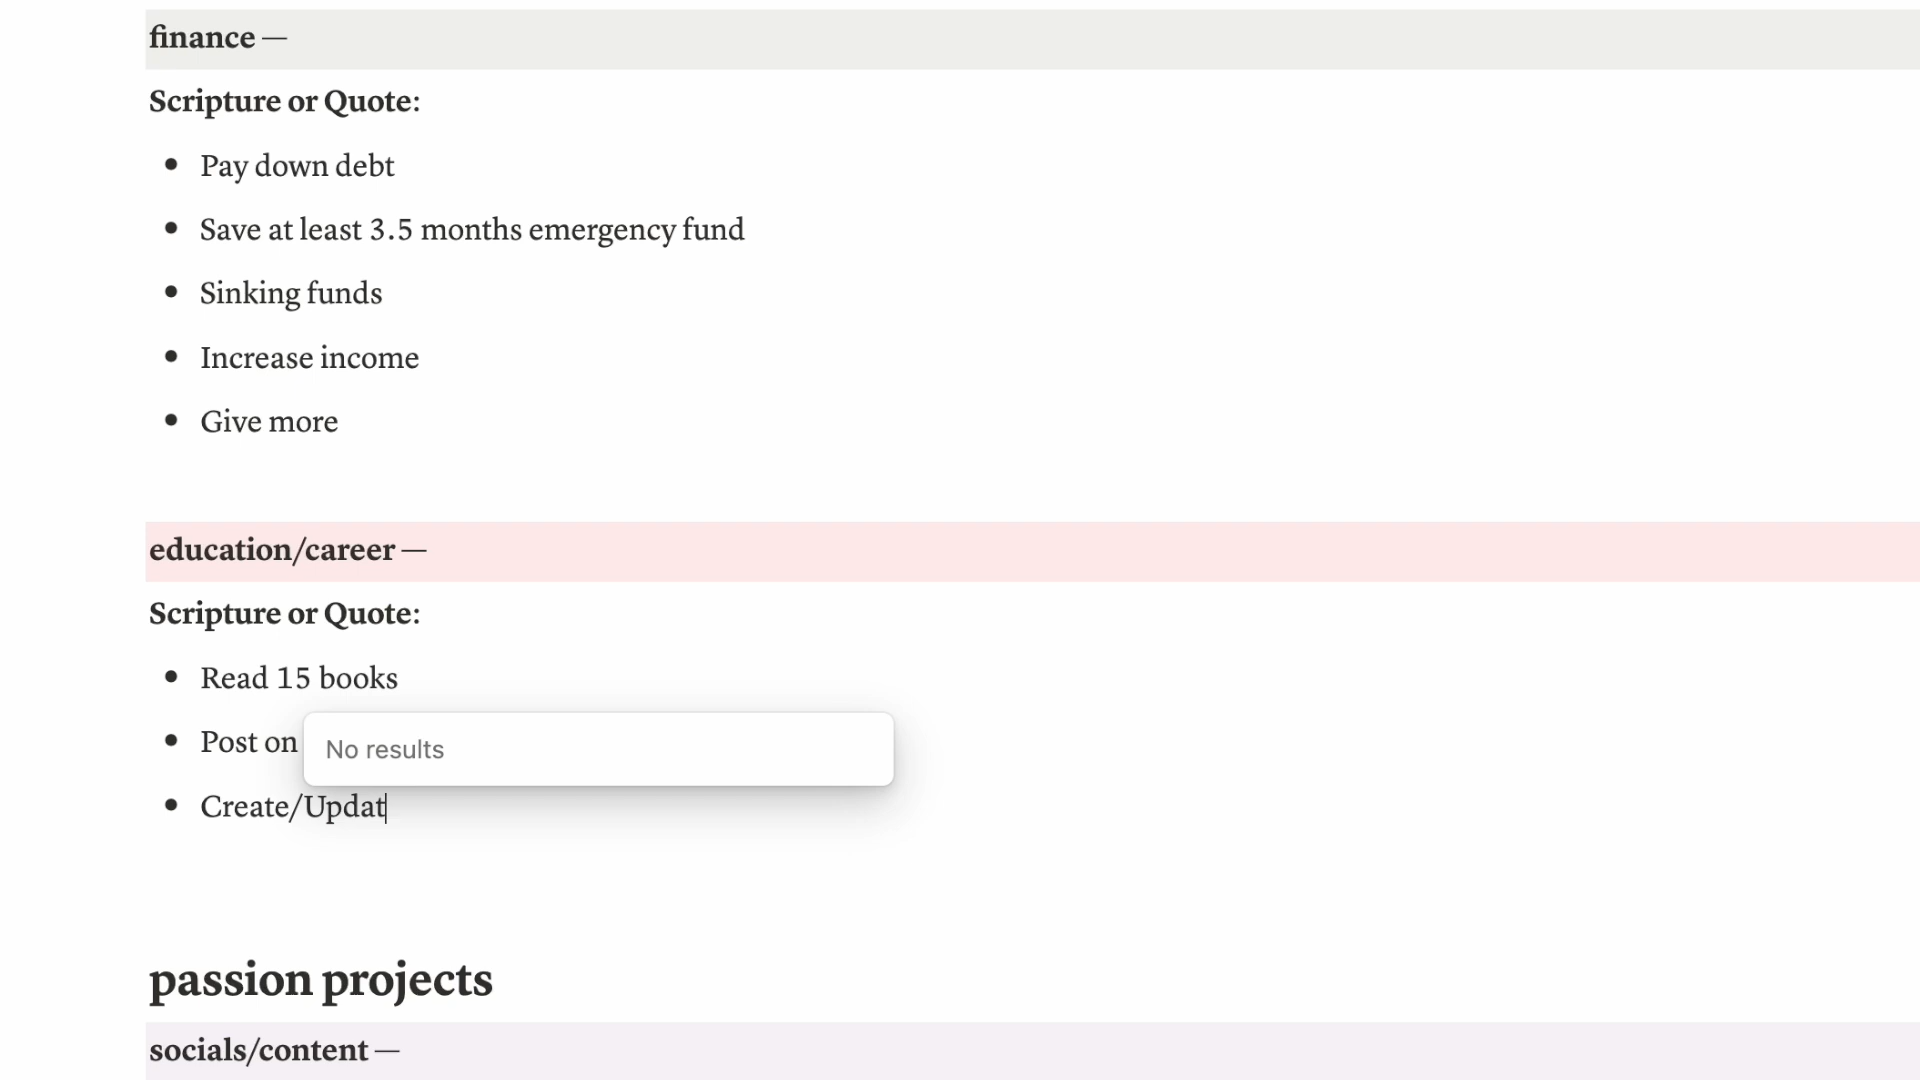 finance —
Scripture or Quote:
• Pay down debt
• Save at least 3.5 months emergency fund
• Sinking funds
• Increase income
• Give more
education/career —
Scripture or Quote:
• Read 15 books
• Post on
No results
• Create/Updat
passion projects
socials/content —